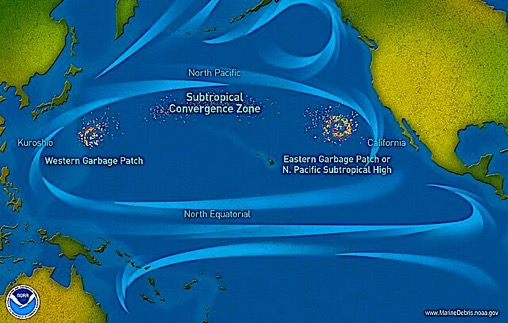 North Pacific
Subtropical
Convergence Zone
Kuroshio
California
Western Garbage Patch
Eastern Garbage Patch or
N. Pacific Subtropical High
North Equatorial
NOAA
www.MarineDebris.noaa.gov